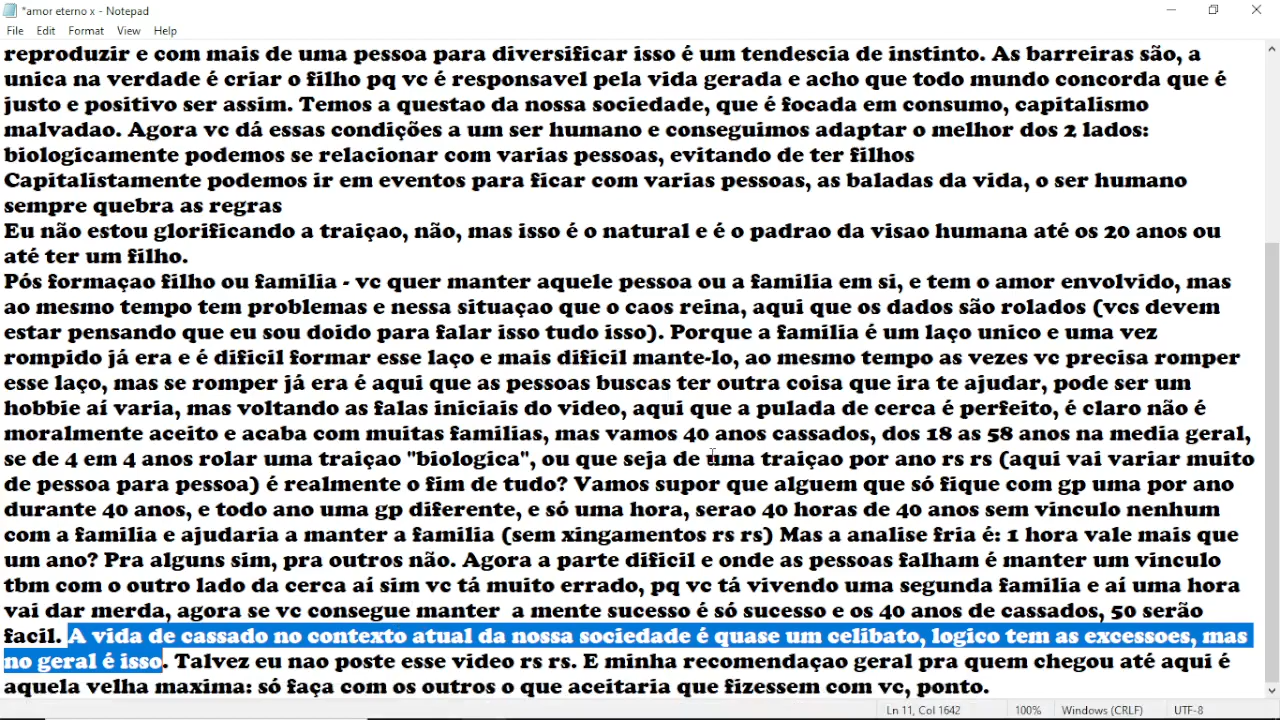 *amor eterno x - Notepad
File Edit Format View Help
reproduzir e com mais de uma pessoa para diversificar isso é um tendescia de instinto. As barreiras são, a
unica na verdade é criar o filho pq vc é responsavel pela vida gerada e acho que todo mundo concorda que é
justo e positivo ser assim. Temos a questao da nossa sociedade, que é focada em consumo, capitalismo
malvadao. Agora vc dá essas condições a um ser humano e conseguimos adaptar o melhor dos 2 lados:
biologicamente podemos se relacionar com varias pessoas, evitando de ter filhos
Capitalistamente podemos ir em eventos para ficar com varias pessoas, as baladas da vida, o ser humano
sempre quebra as regras
Eu não estou glorificando a traiçao, não, mas isso é o natural e é o padrao da visao humana até os 20 anos ou
até ter um filho.
Pós formaçao filho ou familia - vc quer manter aquele pessoa ou a familia em si, e tem o amor envolvido, mas
ao mesmo tempo tem problemas e nessa situaçao que o caos reina, aqui que os dados são rolados (vcs devem
estar pensando que eu sou doido para falar isso tudo isso). Porque a familia é um laço unico e uma vez
rompido já era e é dificil formar esse laço e mais dificil mante-lo, ao mesmo tempo as vezes vc precisa romper
esse laço, mas se romper já era é aqui que as pessoas buscas ter outra coisa que ira te ajudar, pode ser um
hobbie aí varia, mas voltando as falas iniciais do video, aqui que a pulada de cerca é perfeito, é claro não é
moralmente aceito e acaba com muitas familias, mas vamos 40 anos cassados, dos 18 as 58 anos na media geral,
se de 4 em 4 anos rolar uma traiçao "biologica", ou que seja de uma traiçao por ano rs rs (aqui vai variar muito
de pessoa para pessoa) é realmente o fim de tudo? Vamos supor que alguem que só fique com gp uma por ano
durante 40 anos, e todo ano uma gp diferente, e só uma hora, serao 40 horas de 40 anos sem vinculo nenhum
com a familia e ajudaria a manter a familia (sem xingamentos rs rs) Mas a analise fria é: 1 hora vale mais que
um ano? Pra alguns sim, pra outros não. Agora a parte dificil e onde as pessoas falham é manter um vinculo
tbm com o outro lado da cerca aí sim vc tá muito errado, pq vc tá vivendo uma segunda familia e aí uma hora
vai dar merda, agora se vc consegue manter  a mente sucesso é só sucesso e os 40 anos de cassados, 50 serão
facil. A vida de cassado no contexto atual da nossa sociedade é quase um celibato, logico tem as excessoes, mas
no geral é isso. Talvez eu nao poste esse video rs rs. E minha recomendaçao geral pra quem chegou até aqui é
aquela velha maxima: só faça com os outros o que aceitaria que fizessem com vc, ponto.
Ln 11, Col 1642 100% Windows (CRLF) UTF-8